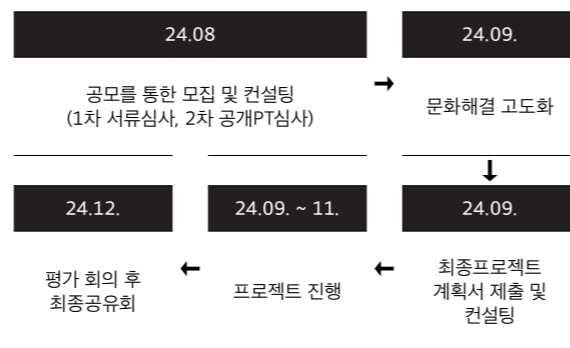 24.08
공모를 통한 모집 및 컨설팅
(1차 서류심사, 2차 공개PT심사)
24.09.
문화해결 고도화
24.09.
최종프로젝트
계획서 제출 및
컨설팅
24.09. ~ 11.
프로젝트 진행
24.12.
평가 회의 후
최종공유회